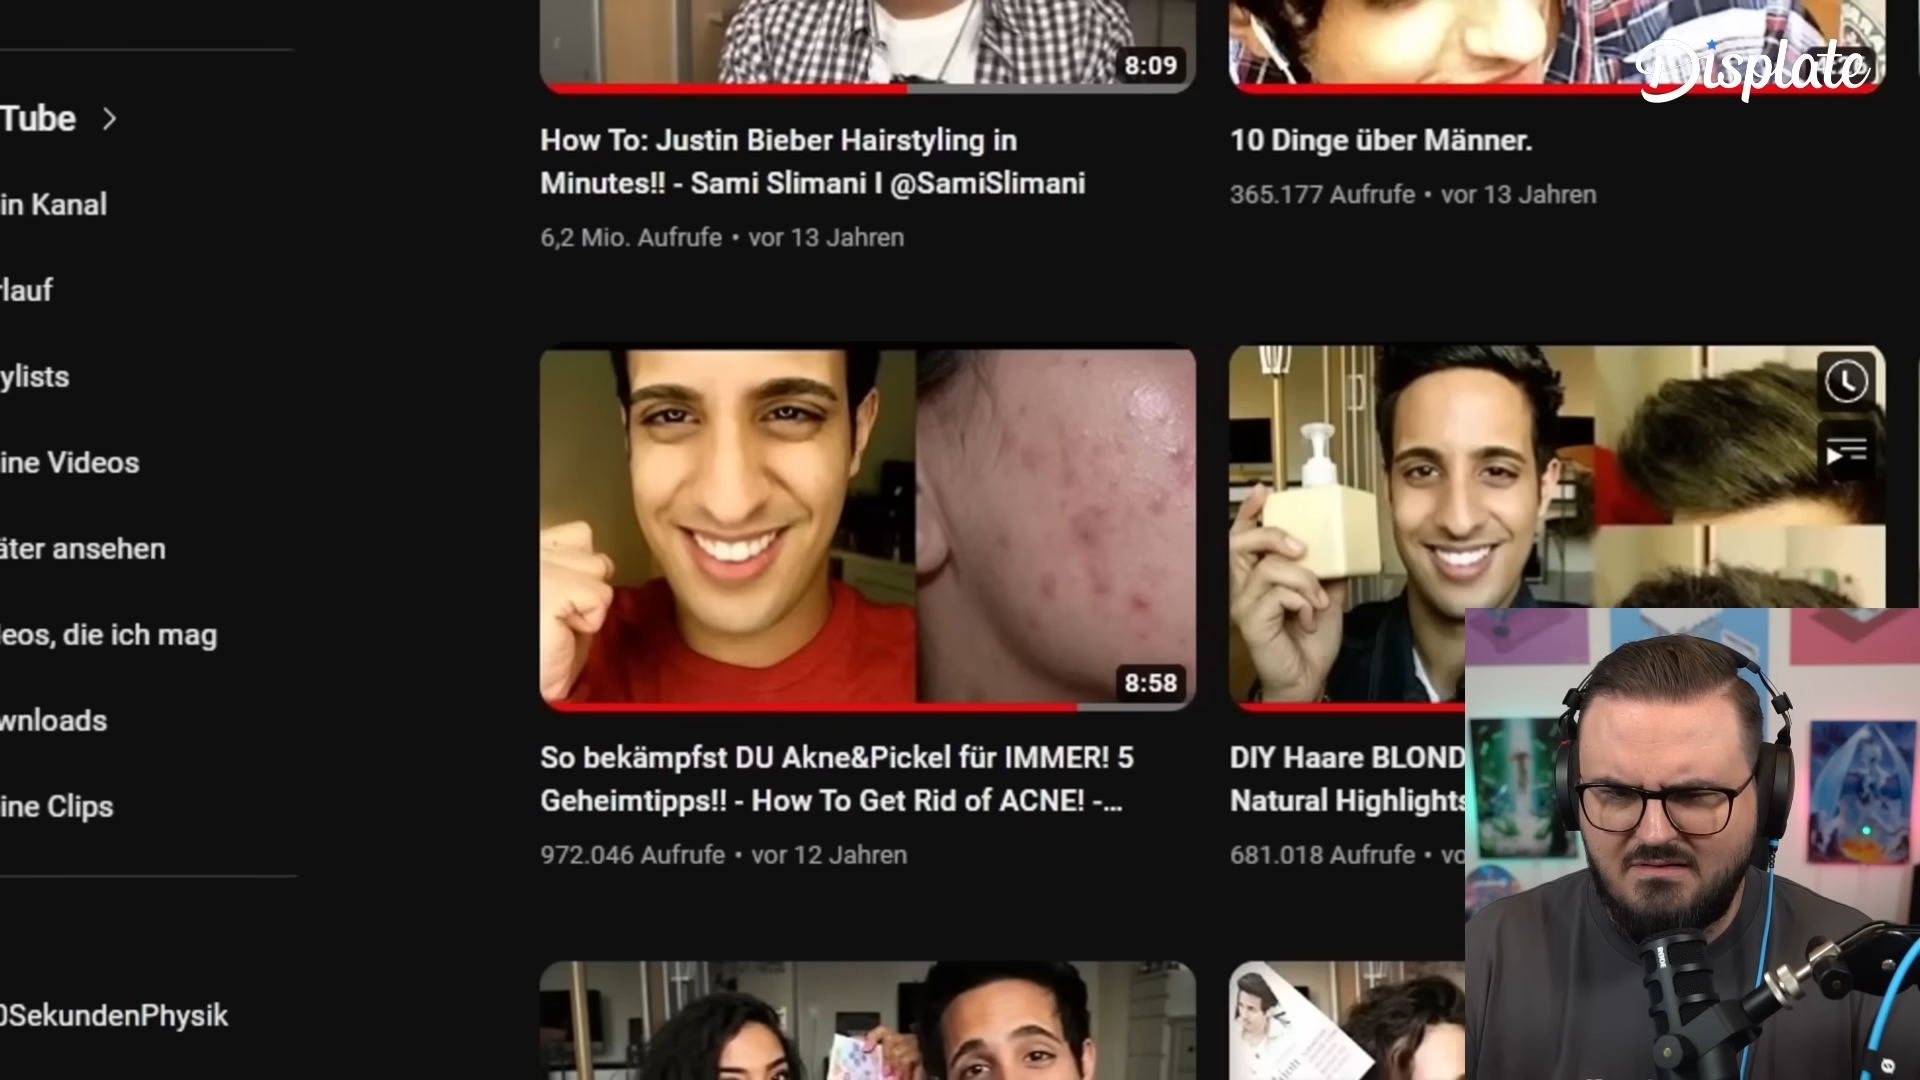 Tube
in Kanal
rlauf
ylists
ine Videos
äter ansehen
leos, die ich mag
wnloads
ine Clips
0SekundenPhysik
8:09
Displate
How To: Justin Bieber Hairstyling in
Minutes!! - Sami Slimani I @SamiSlimani
6,2 Mio. Aufrufe • vor 13 Jahren
10 Dinge über Männer.
365.177 Aufrufe • vor 13 Jahren
8:58
So bekämpfst DU Akne&Pickel für IMMER! 5
Geheimtipps!! - How To Get Rid of ACNE! -...
972.046 Aufrufe • vor 12 Jahren
DIY Haare BLOND
Natural Highlights
681.018 Aufrufe • vo
RØDE